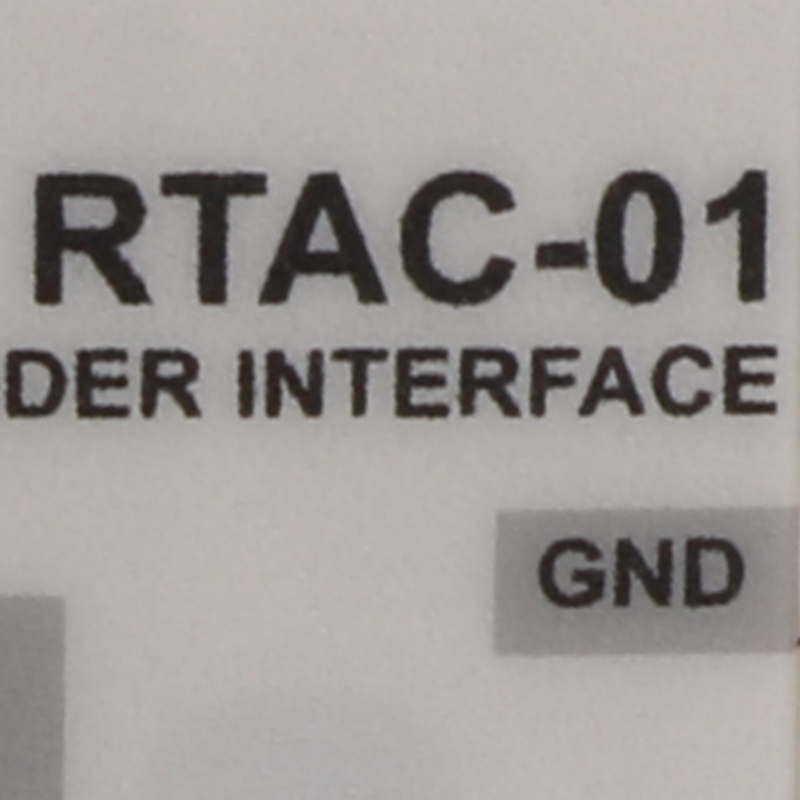 RTAC-01
DER INTERFACE
GND